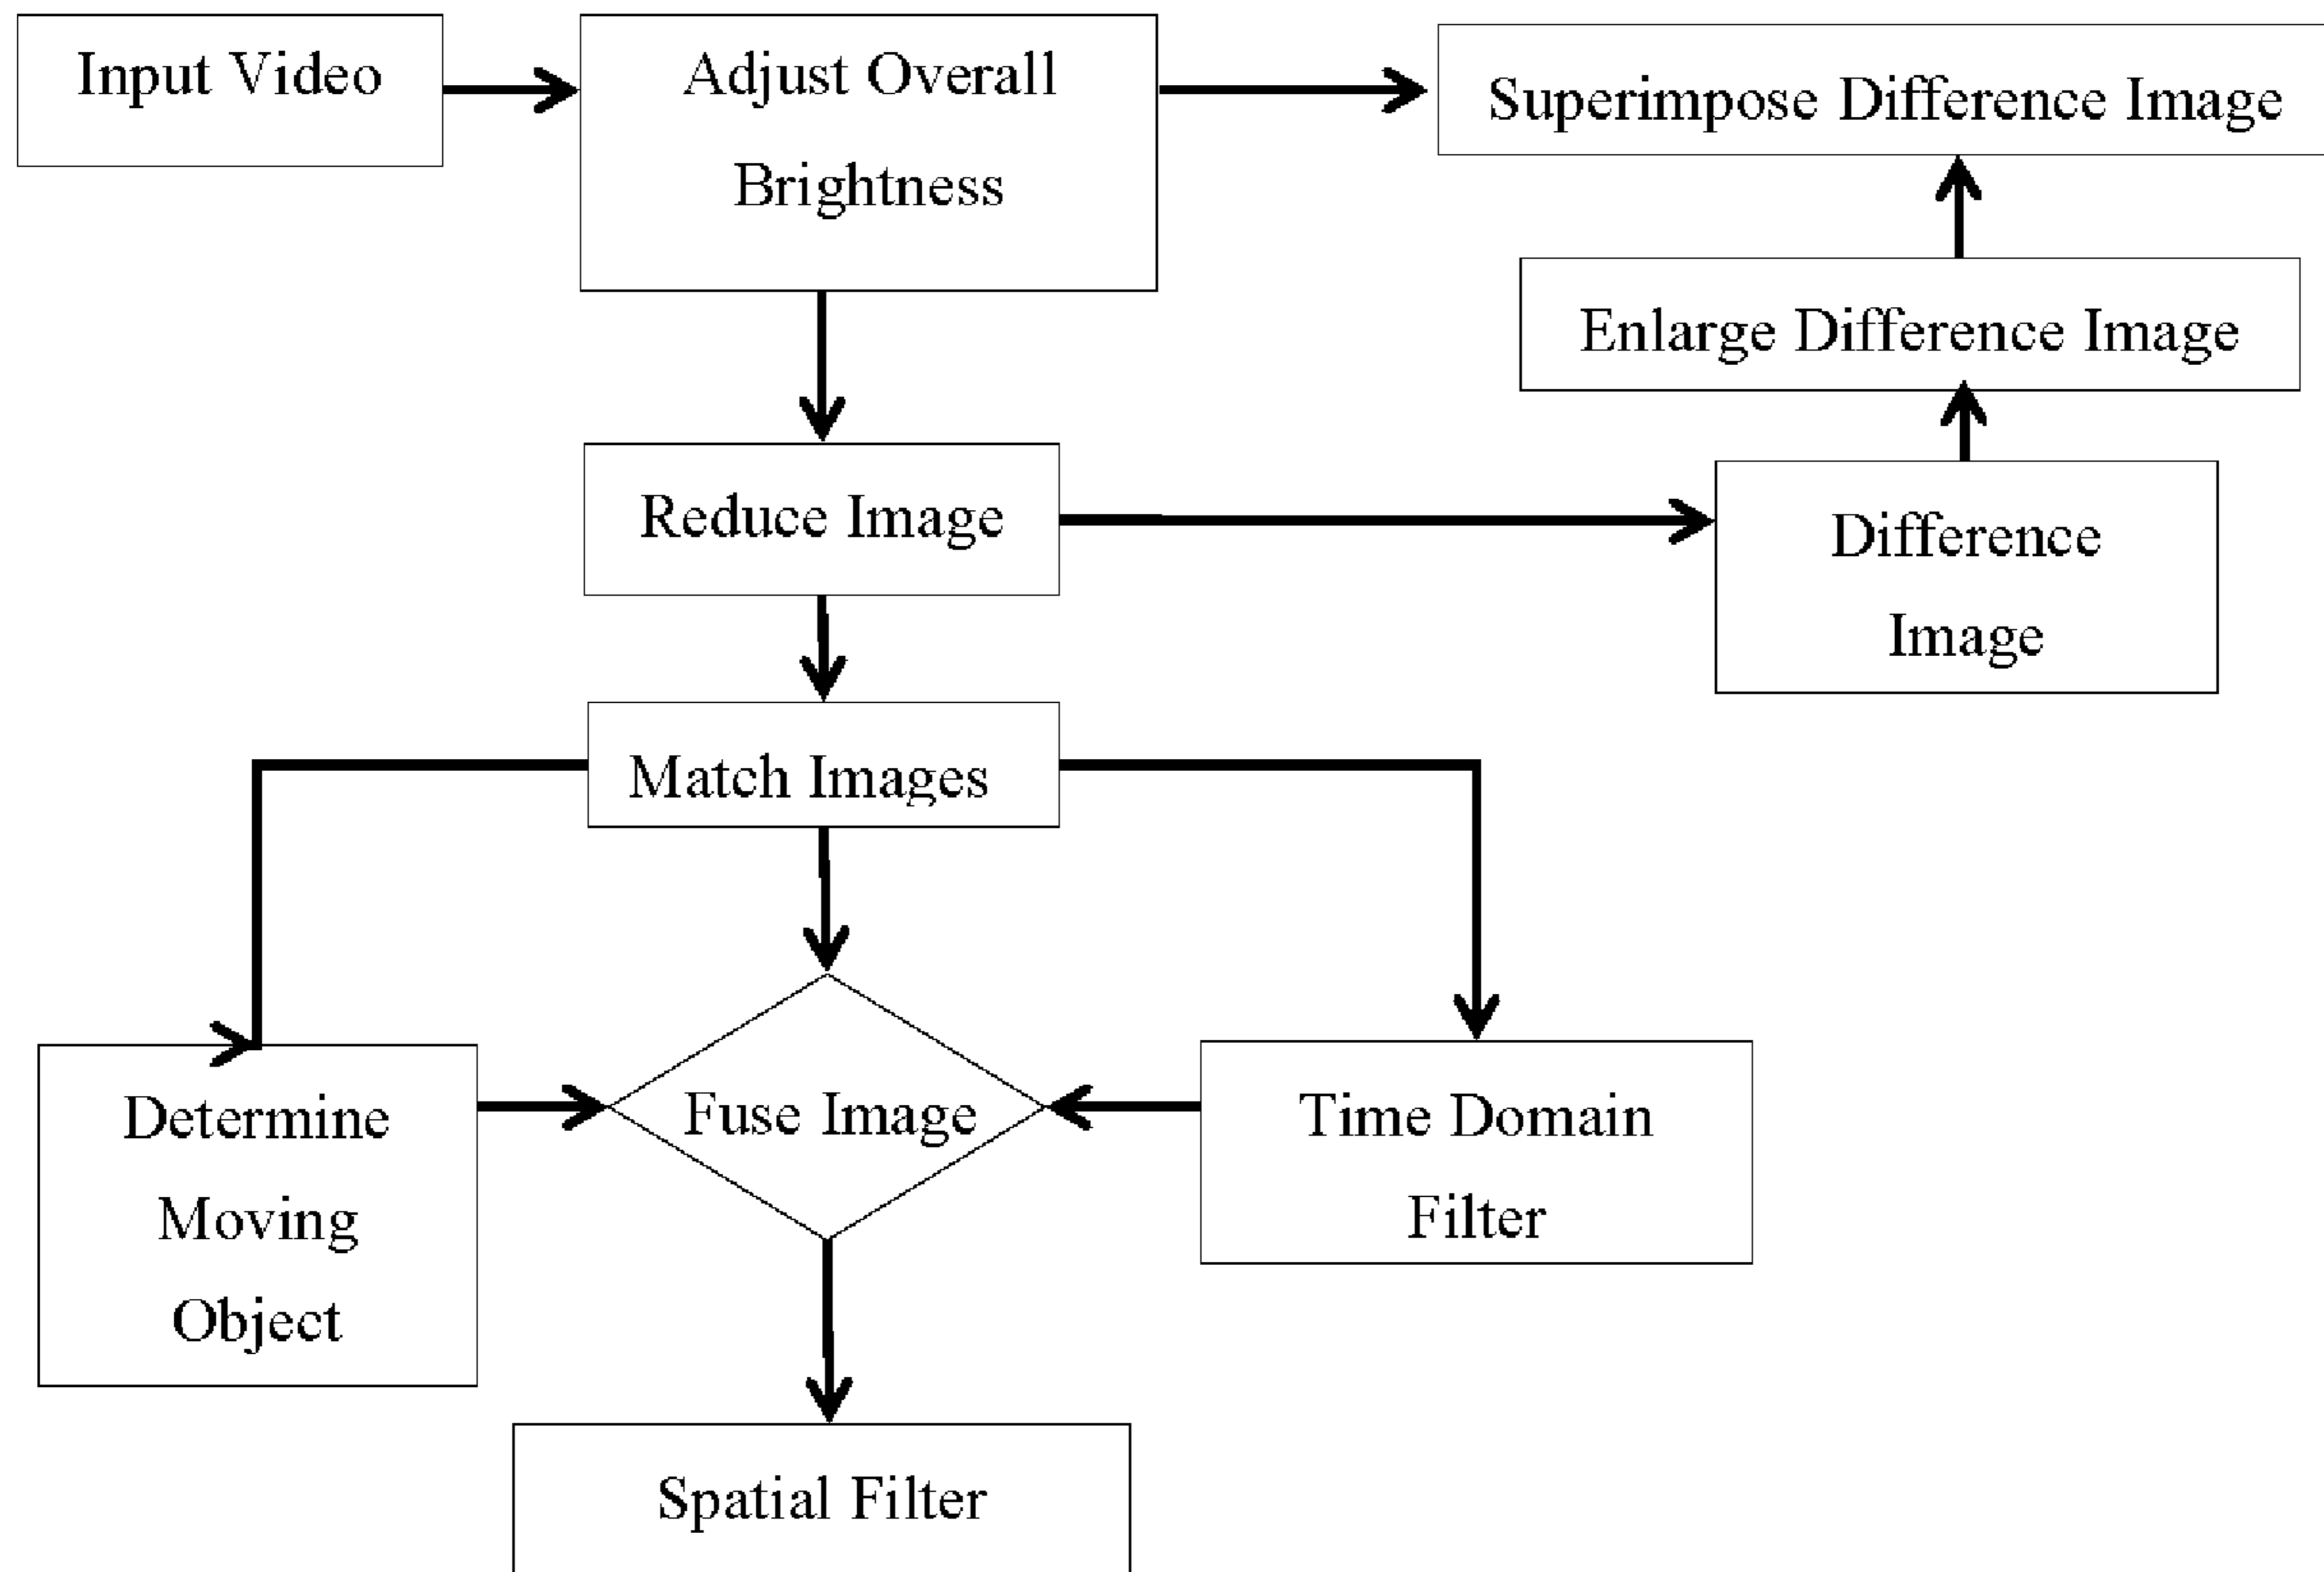 Input Video
Adjust Overall
Brightness
Superimpose Difference Image
Enlarge Difference Image
Reduce Image
Difference
Image
Match Images
Determine
Moving
Object
Fuse Image
Time Domain
Filter
Spatial Filter